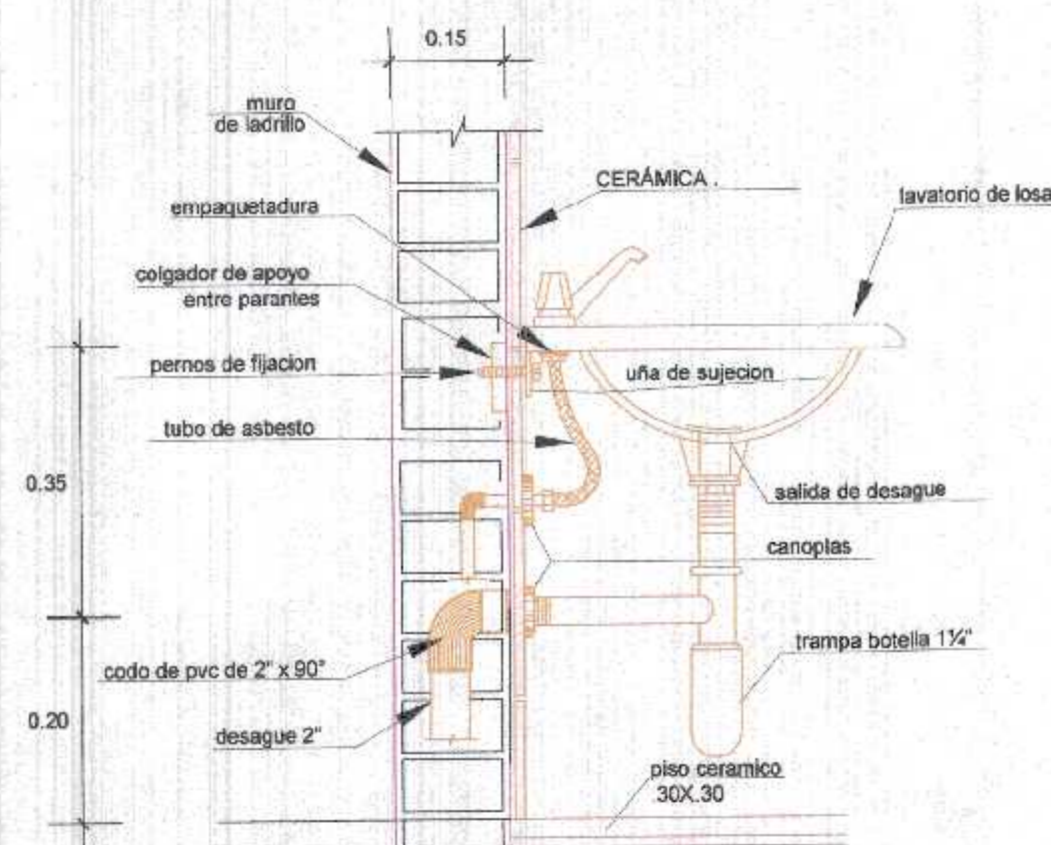 0.15
muro
de ladrillo
CERÁMICA .
lavatorio de losa
empaquetadura
colgador de apoyo
entre parantes
pernos de fijacion
uña de sujecion
tubo de asbesto
0.35
salida de desague
canoplas
trampa botella 1¼"
codo de pvc de 2" x 90°
0.20
desague 2"
piso ceramico
.30X.30